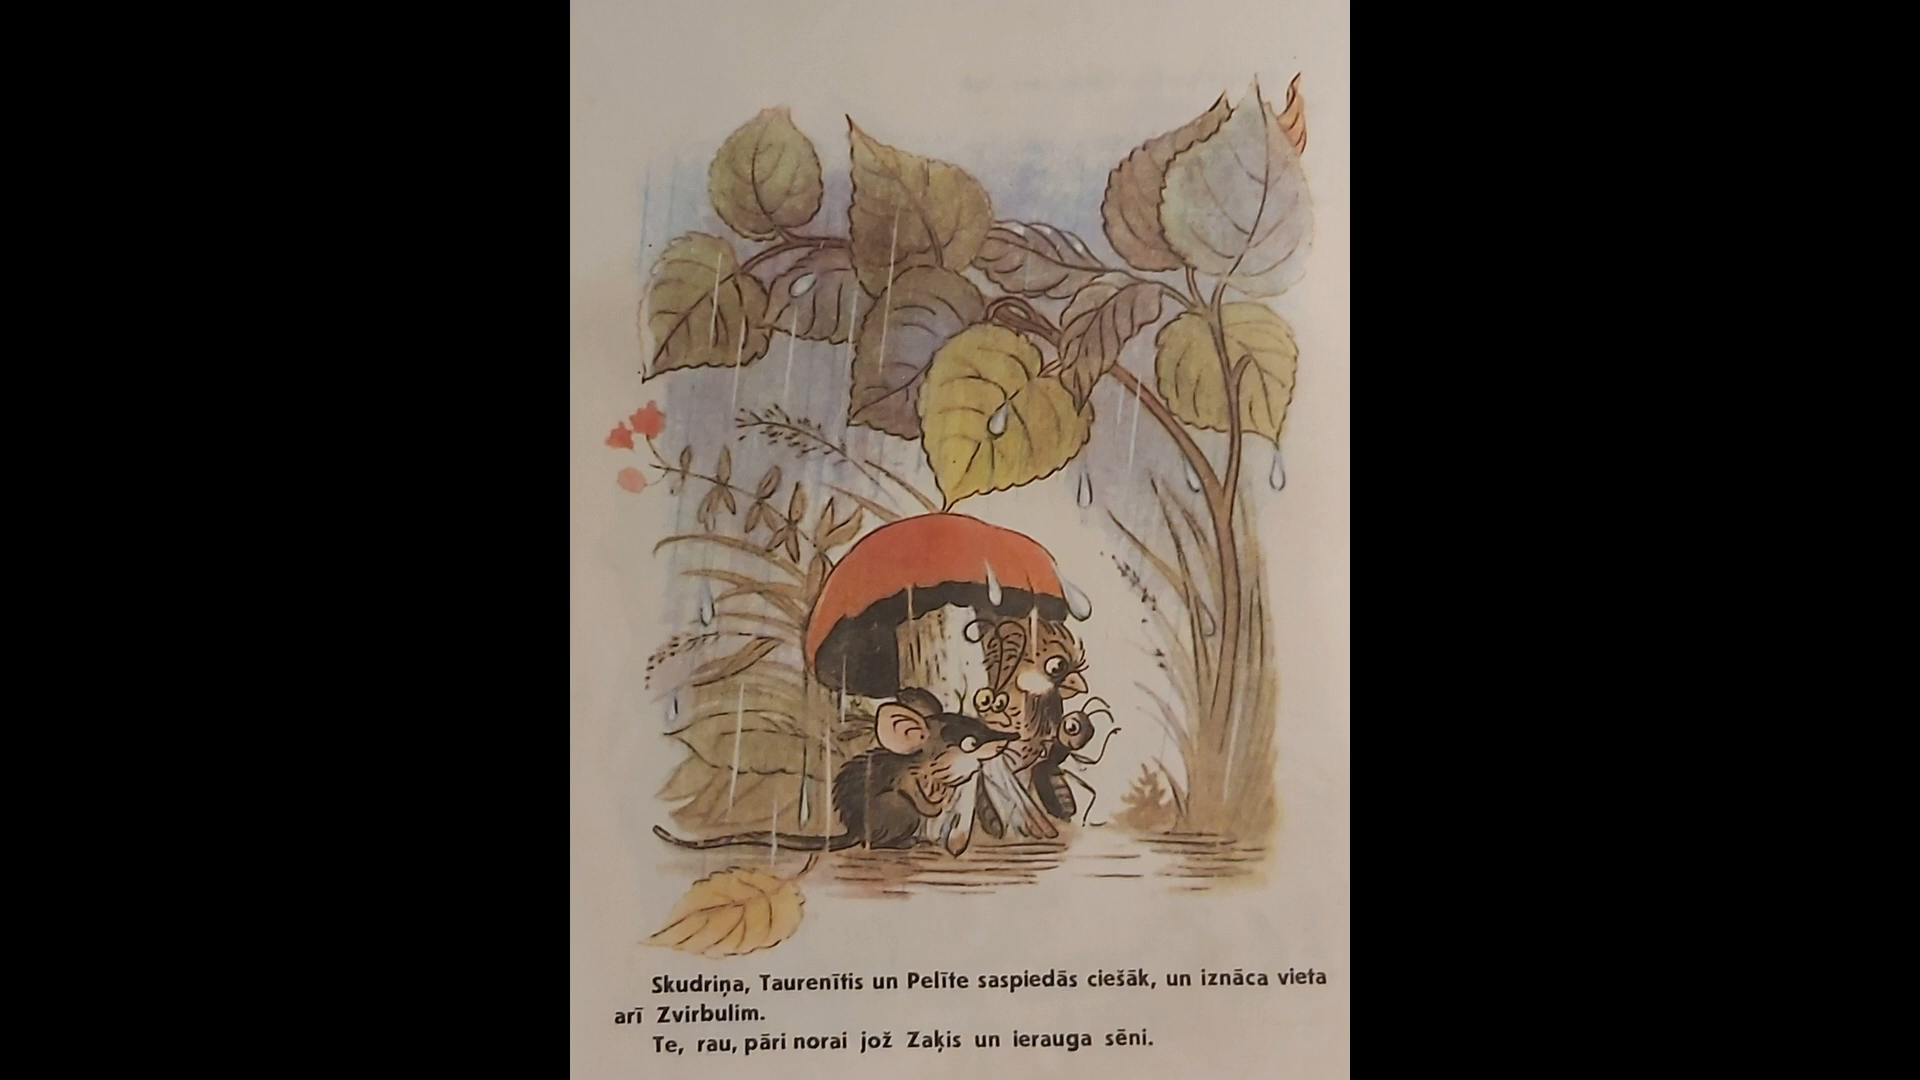 Skudriņa, Taurenītis un Pelīte saspiedās ciešāk, un iznāca vieta
arī Zvirbulim.
Te, rau, pāri norai jož Zaķis un ierauga sēni.